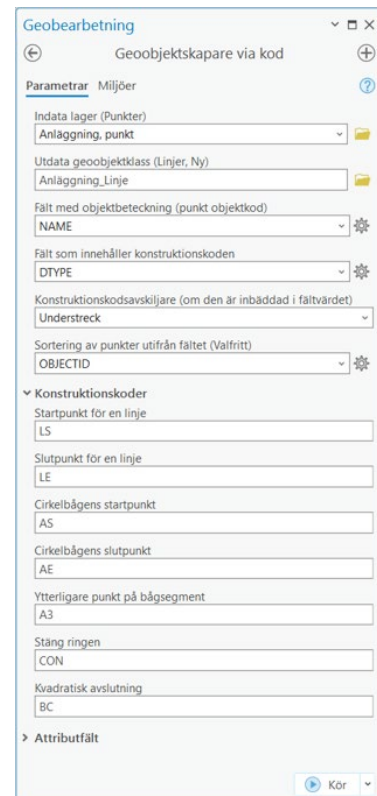 Geobearbetning
Geoobjektskapare via kod
Parametrar Miljöer
Indata lager (Punkter)
Anläggning, punkt
Utdata geoobjektklass (Linjer, Ny)
Anläggning_Linje
Fält med objektbeteckning (punkt objektkod)
NAME
Fält som innehåller konstruktionskoden
DTYPE
Konstruktionskodsavskiljare (om den är inbäddad i fältvärdet)
Understreck
Sortering av punkter utifrån fältet (Valfritt)
OBJECTID
Konstruktionskoder
Startpunkt för en linje
LS
Slutpunkt för en linje
LE
Cirkelbågens startpunkt
AS
Cirkelbågens slutpunkt
AE
Ytterligare punkt på bågsegment
A3
Stäng ringen
CON
Kvadratisk avslutning
BC
Attributfält
Kör